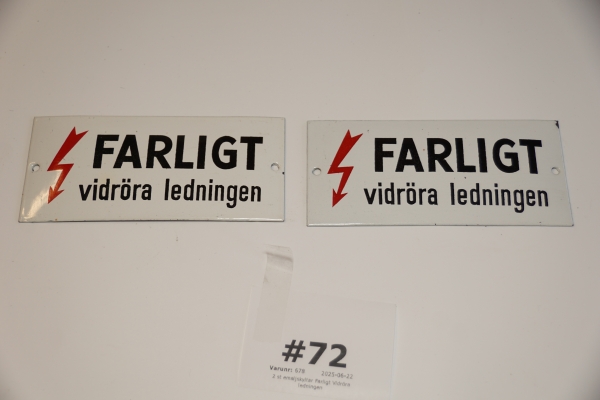 FARLIGT
vidröra ledningen
FARLIGT
vidröra ledningen
#72
Varunr: 678 2025-06-22
2 st emaljskyltar Farligt Vidröra
ledningen